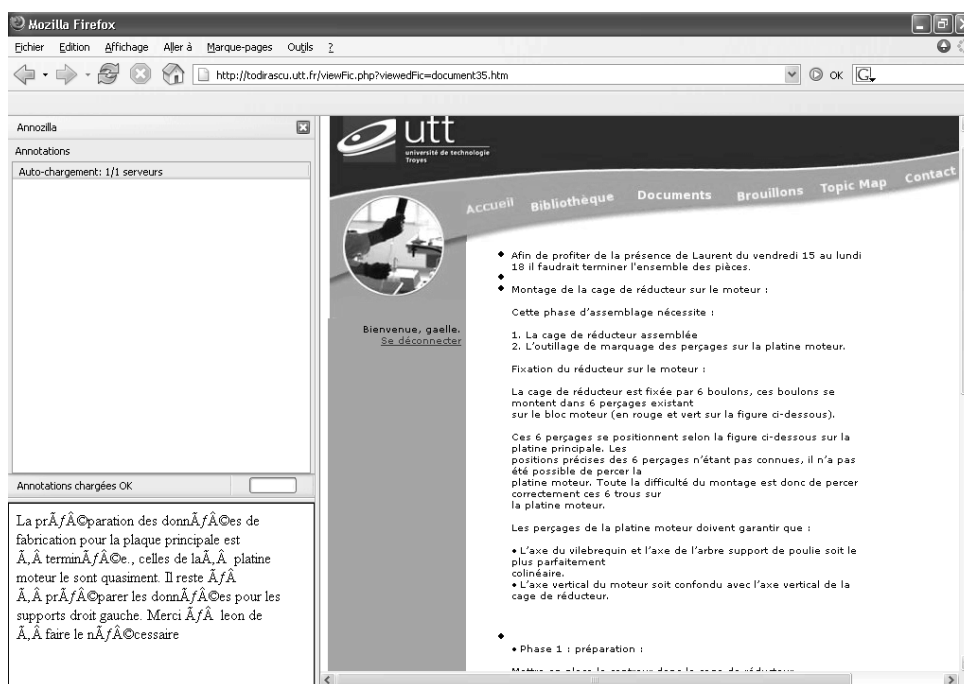 Mozilla Firefox
Fichier Edition Affichage Aller à Marque-pages Outils ?
http://todirascu.utt.fr/viewFic.php?viewedFic=document35.htm OK G
Annozilla
Annotations
Auto-chargement: 1/1 serveurs
Annotations chargées OK
La prÃƒÂ©paration des donnÃƒÂ©es de
fabrication pour la plaque principale est
Ã‚Â terminÃƒÂ©e., celles de laÃ‚Â platine
moteur le sont quasiment. Il reste ÃƒÂ
Ã‚Â prÃƒÂ©parer les donnÃƒÂ©es pour les
supports droit gauche. Merci ÃƒÂ leon de
Ã‚Â faire le nÃƒÂ©cessaire
utt
université de technologie
Troyes
Accueil Bibliothèque Documents Brouillons Topic Map Contact
Bienvenue, gaelle.
Se déconnecter
Afin de profiter de la présence de Laurent du vendredi 15 au lundi
18 il faudrait terminer l'ensemble des pièces.
Montage de la cage de réducteur sur le moteur :
Cette phase d'assemblage nécessite :
1. La cage de réducteur assemblée
2. L'outillage de marquage des perçages sur la platine moteur.
Fixation du réducteur sur le moteur :
La cage de réducteur est fixée par 6 boulons, ces boulons se
montent dans 6 perçages existant
sur le bloc moteur (en rouge et vert sur la figure ci-dessous).
Ces 6 perçages se positionnent selon la figure ci-dessous sur la
platine principale. Les
positions précises des 6 perçages n'étant pas connues, il n'a pas
été possible de percer la
platine moteur. Toute la difficulté du montage est donc de percer
correctement ces 6 trous sur
la platine moteur.
Les perçages de la platine moteur doivent garantir que :
• L'axe du vilebrequin et l'axe de l'arbre support de poulie soit le
plus parfaitement
colinéaire.
• L'axe vertical du moteur soit confondu avec l'axe vertical de la
cage de réducteur.
• Phase 1 : préparation :
Mettre en place le centreur dans la cage de réducteur